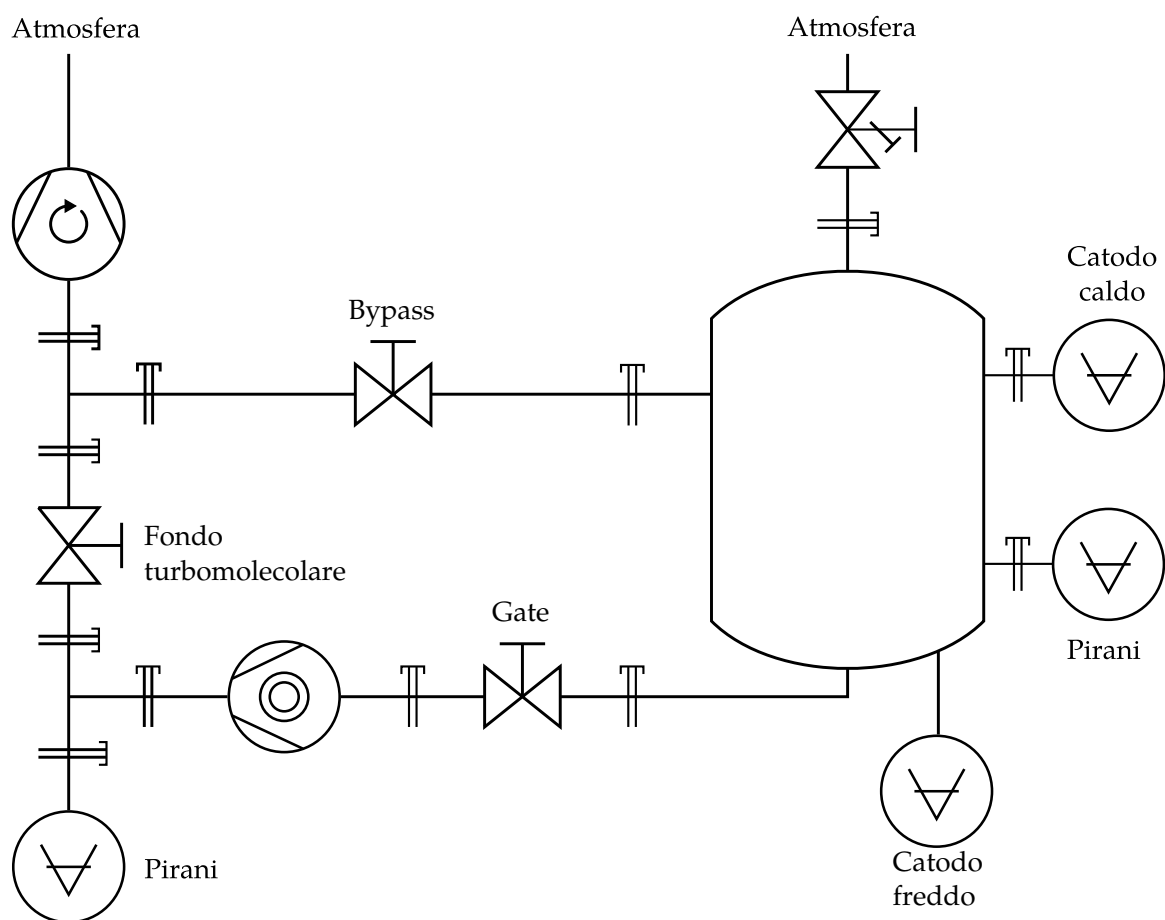 Atmosfera
Atmosfera
Catodo
caldo
Bypass
Fondo
turbomolecolare
Gate
Pirani
Pirani
Catodo
freddo